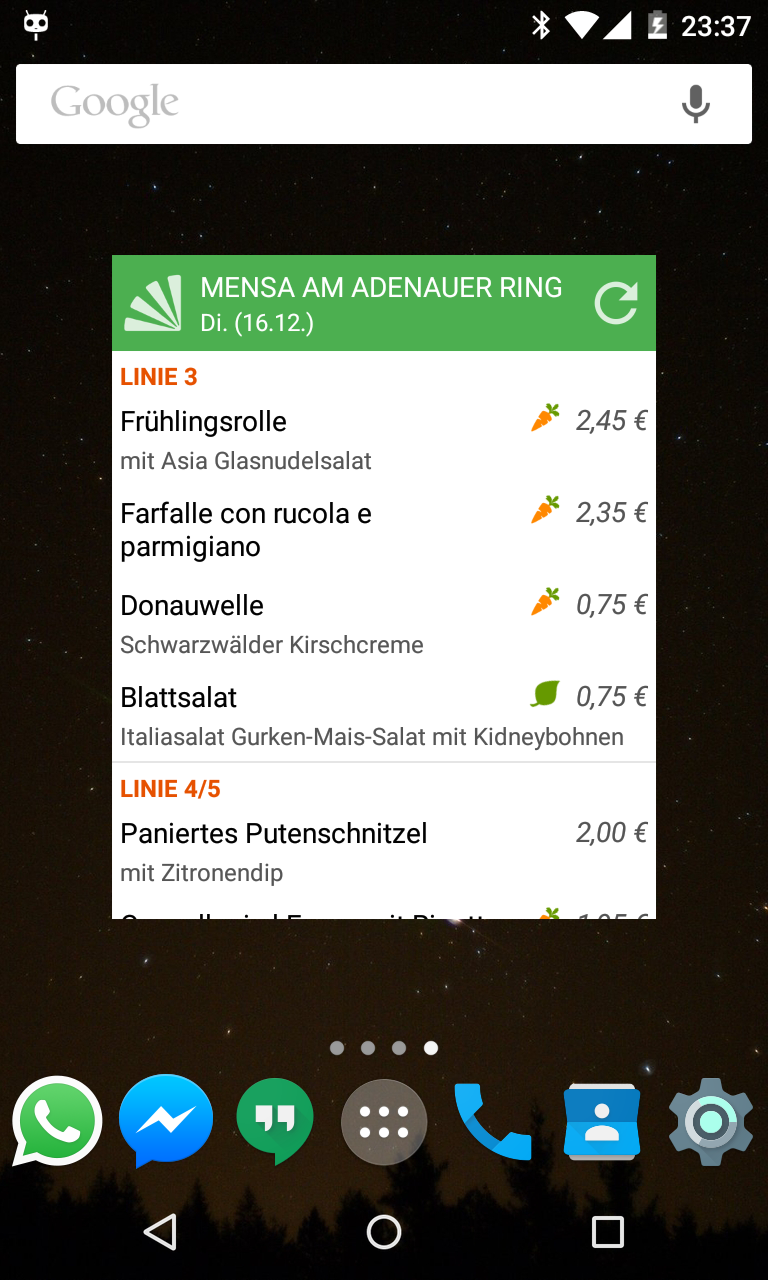 23:37
Google
MENSA AM ADENAUER RING
Di. (16.12.)
LINIE 3
Frühlingsrolle 2,45 €
mit Asia Glasnudelsalat
Farfalle con rucola e 2,35 €
parmigiano
Donauwelle 0,75 €
Schwarzwälder Kirschcreme
Blattsalat 0,75 €
Italiasalat Gurken-Mais-Salat mit Kidneybohnen
LINIE 4/5
Paniertes Putenschnitzel 2,00 €
mit Zitronendip